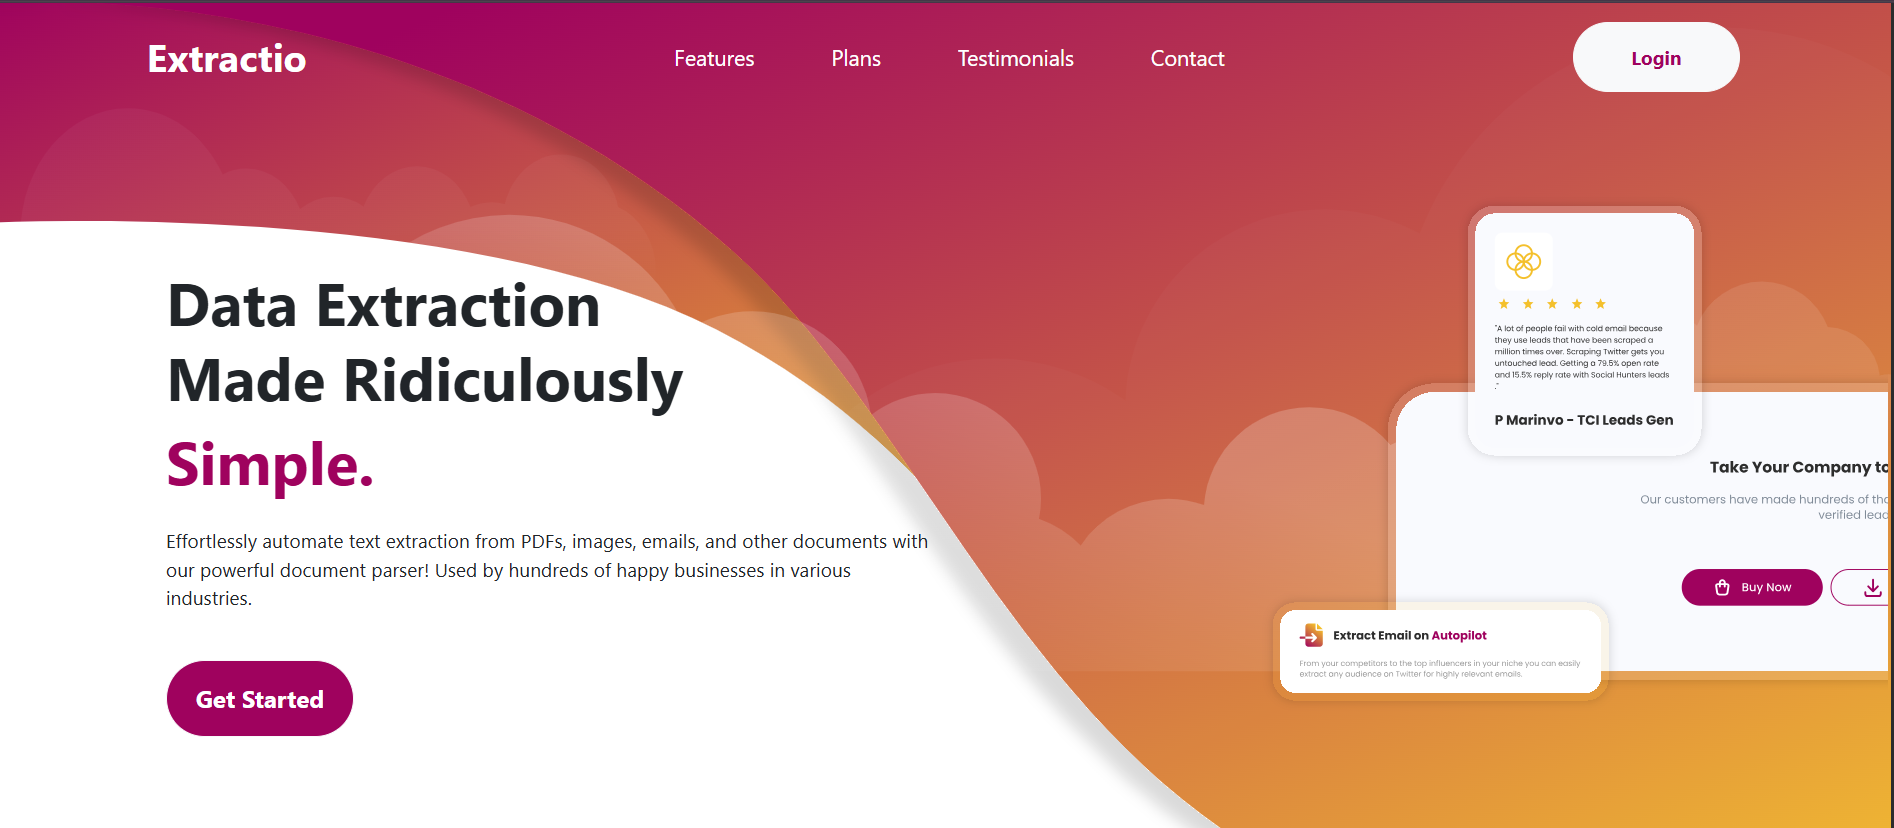 Extractio
Features
Plans
Testimonials
Contact
Login
Data Extraction
Made Ridiculously
Simple.
Effortlessly automate text extraction from PDFs, images, emails, and other documents with
our powerful document parser! Used by hundreds of happy businesses in various
industries.
Get Started
"A lot of people fail with cold email because
they use leads that have been scraped a
million times over. Scraping Twitter gets you
untouched lead. Getting a 79.5% open rate
and 15.5% reply rate with Social Hunters leads
."
P Marinvo - TCI Leads Gen
Take Your Company to
Our customers have made hundreds of tho
verified lead
Buy Now
Extract Email on Autopilot
From your competitors to the top influencers in your niche you can easily
extract any audience on Twitter for highly relevant emails.